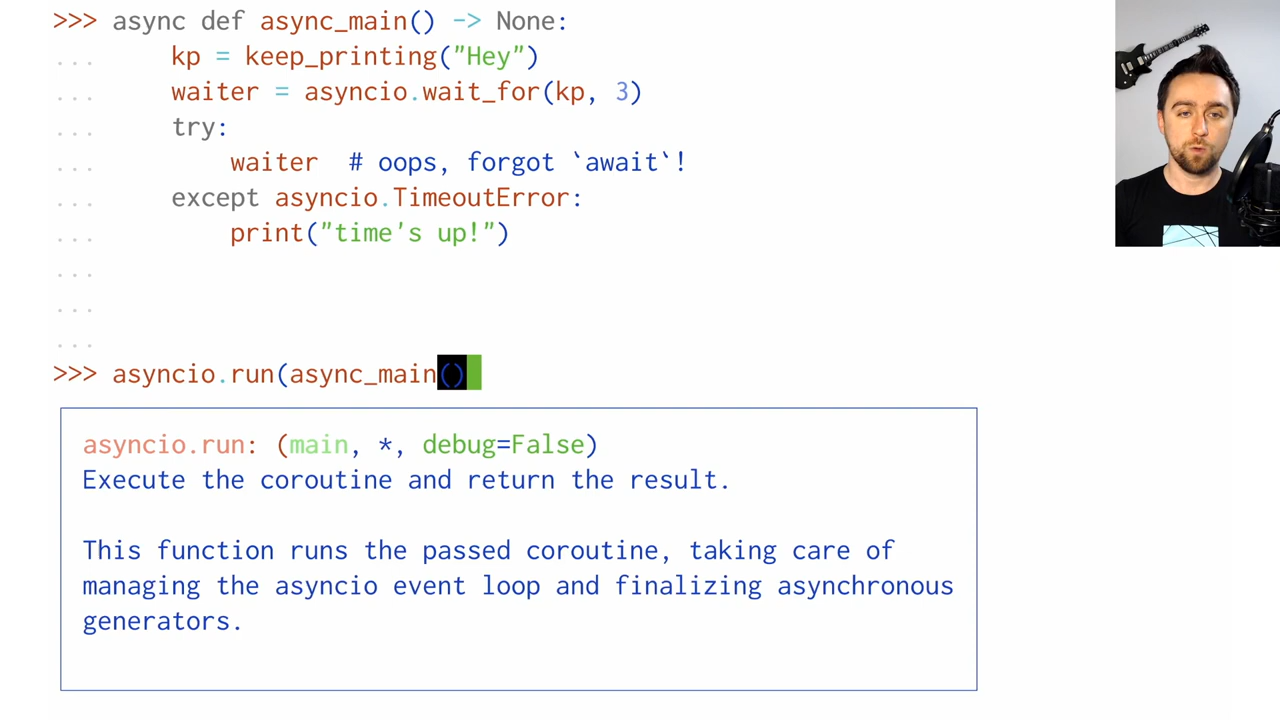 >>> async def async_main() -> None:
...     kp = keep_printing("Hey")
...     waiter = asyncio.wait_for(kp, 3)
...     try:
...         waiter  # oops, forgot `await`!
...     except asyncio.TimeoutError:
...         print("time's up!")
...
...
...
>>> asyncio.run(async_main()
asyncio.run: (main, *, debug=False)
Execute the coroutine and return the result.
This function runs the passed coroutine, taking care of
managing the asyncio event loop and finalizing asynchronous
generators.